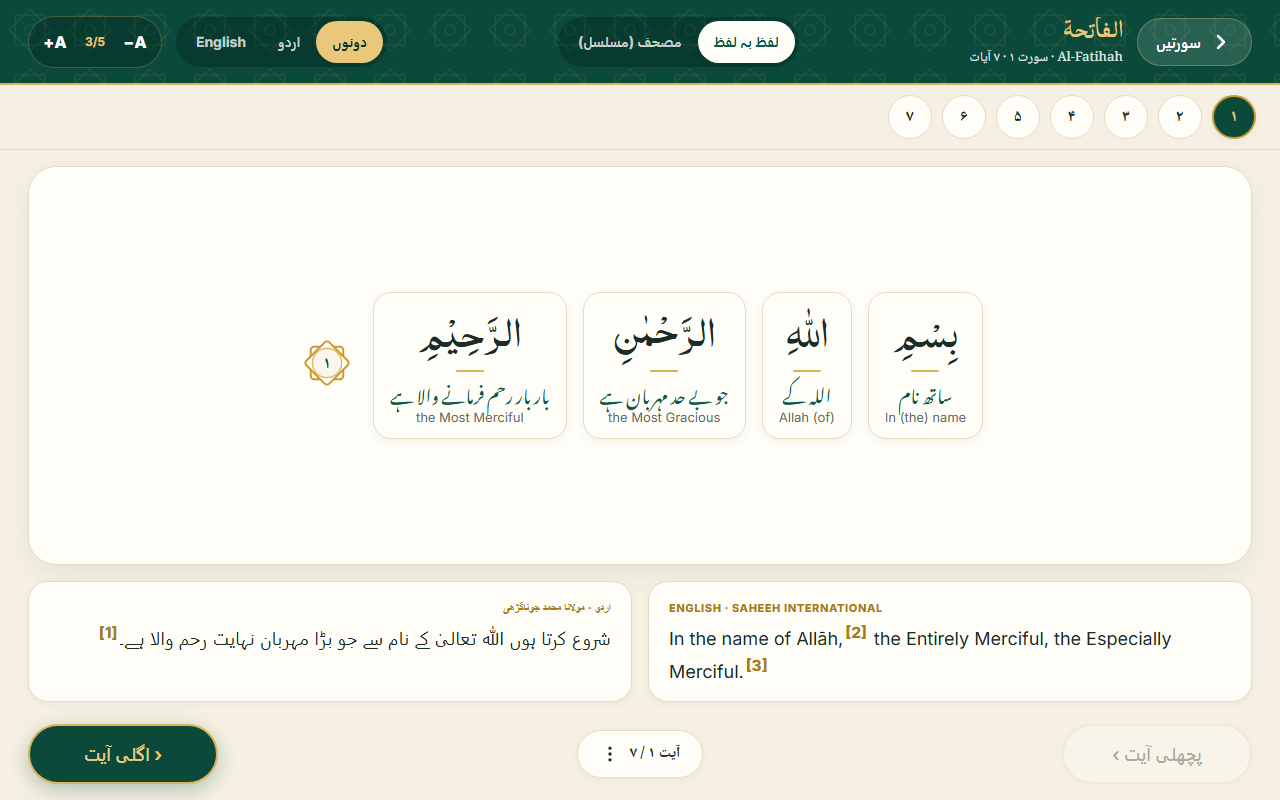 سورتیں
الفاتحة
Al-Fatihah · سورت ۱ · ۷ آیات
لفظ بہ لفظ
مصحف (مسلسل)
دونوں
اردو
English
A−
3/5
A+
۱
۲
۳
۴
۵
۶
۷
بِسْمِ اللّٰهِ الرَّحْمٰنِ الرَّحِيْمِ ۱
ساتھ نام
اللہ کے
جو بے حد مہربان ہے
بار بار رحم فرمانے والا ہے
In (the) name
Allah (of)
the Most Gracious
the Most Merciful
ENGLISH · SAHEEH INTERNATIONAL
In the name of Allāh,[2] the Entirely Merciful, the Especially
Merciful.[3]
اردو · مولانا محمد جوناگڑھی
شروع کرتا ہوں اللہ تعالیٰ کے نام سے جو بڑا مہربان نہایت رحم والا ہے۔[1]
پچھلی آیت ›
آیت ۱ / ۷
‹ اگلی آیت